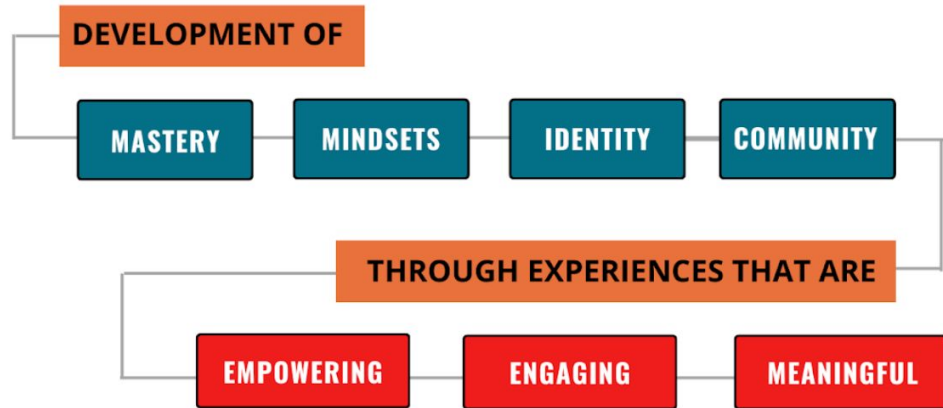 DEVELOPMENT OF
MASTERY MINDSETS IDENTITY COMMUNITY
THROUGH EXPERIENCES THAT ARE
EMPOWERING ENGAGING MEANINGFUL